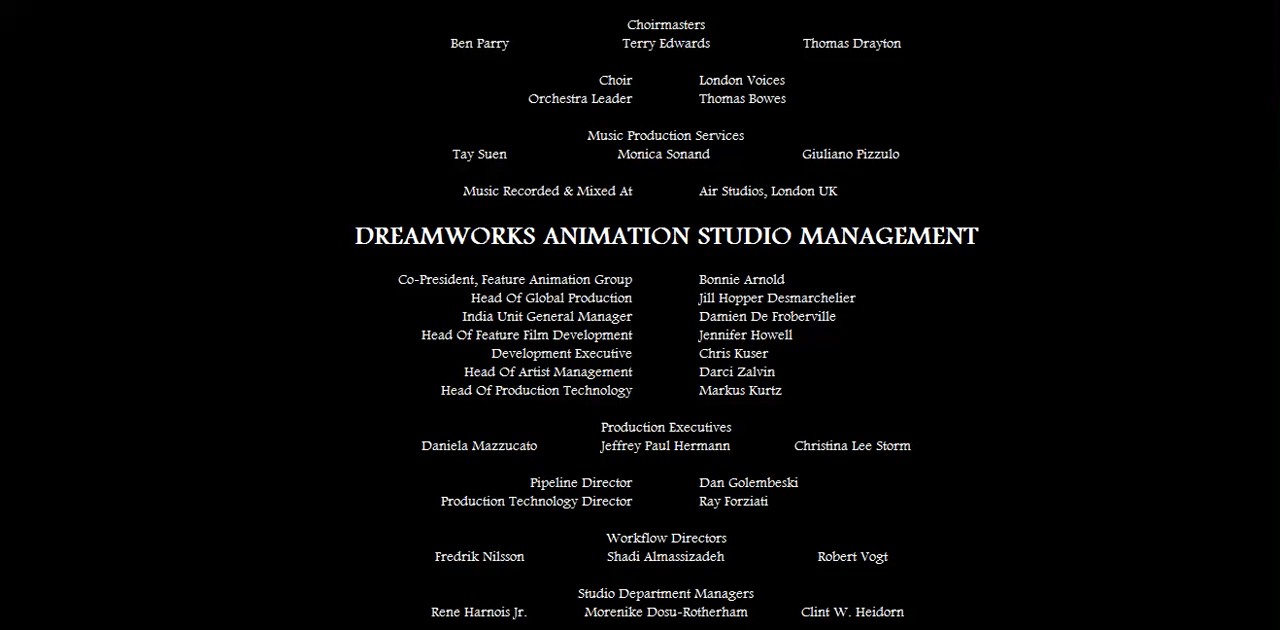 Choirmasters
Ben Parry Terry Edwards Thomas Drayton
Choir London Voices
Orchestra Leader Thomas Bowes
Music Production Services
Tay Suen Monica Sonand Giuliano Pizzulo
Music Recorded & Mixed At Air Studios, London UK
DREAMWORKS ANIMATION STUDIO MANAGEMENT
Co-President, Feature Animation Group Bonnie Arnold
Head Of Global Production Jill Hopper Desmarchelier
India Unit General Manager Damien De Froberville
Head Of Feature Film Development Jennifer Howell
Development Executive Chris Kuser
Head Of Artist Management Darci Zalvin
Head Of Production Technology Markus Kurtz
Production Executives
Daniela Mazzucato Jeffrey Paul Hermann Christina Lee Storm
Pipeline Director Dan Golembeski
Production Technology Director Ray Forziati
Workflow Directors
Fredrik Nilsson Shadi Almassizadeh Robert Vogt
Studio Department Managers
Rene Harnois Jr. Morenike Dosu-Rotherham Clint W. Heidorn